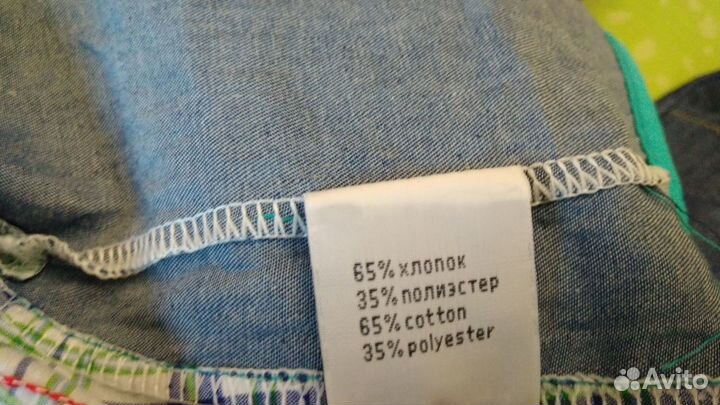 65% хлопок
35% полиэстер
65% cotton
35% polyester
Avito